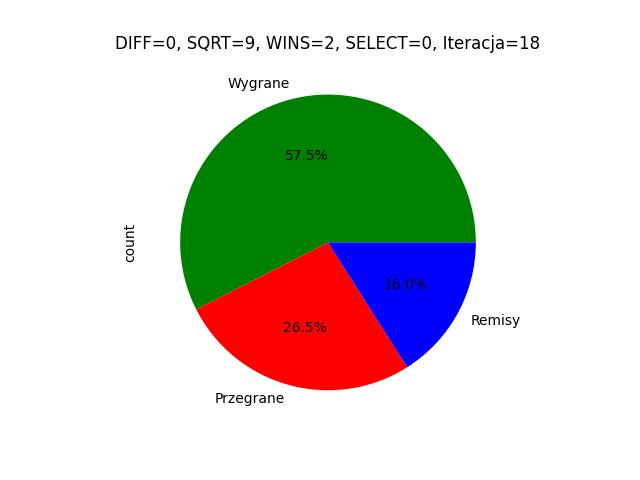 DIFF=0, SQRT=9, WINS=2, SELECT=0, Iteracja=18
Wygrane
57.5%
count
16.0%
Remisy
26.5%
Przegrane